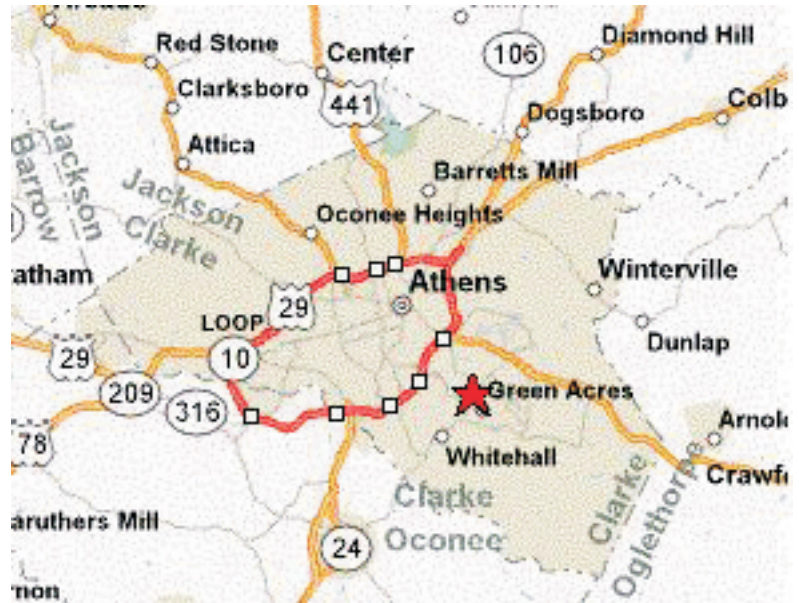 Red Stone
Center
106
Diamond Hill
Clarksboro
441
Dogsboro
Colb
Attica
Barretts Mill
Jackson
Barrow
Jackson
Clarke
Oconee Heights
atham
Athens
Winterville
29
LOOP
10
Dunlap
29
209
316
Green Acres
78
Whitehall
Arnol
Crawf
Clarke
Oconee
Clarke
Oglethorpe
aruthers Mill
24
non